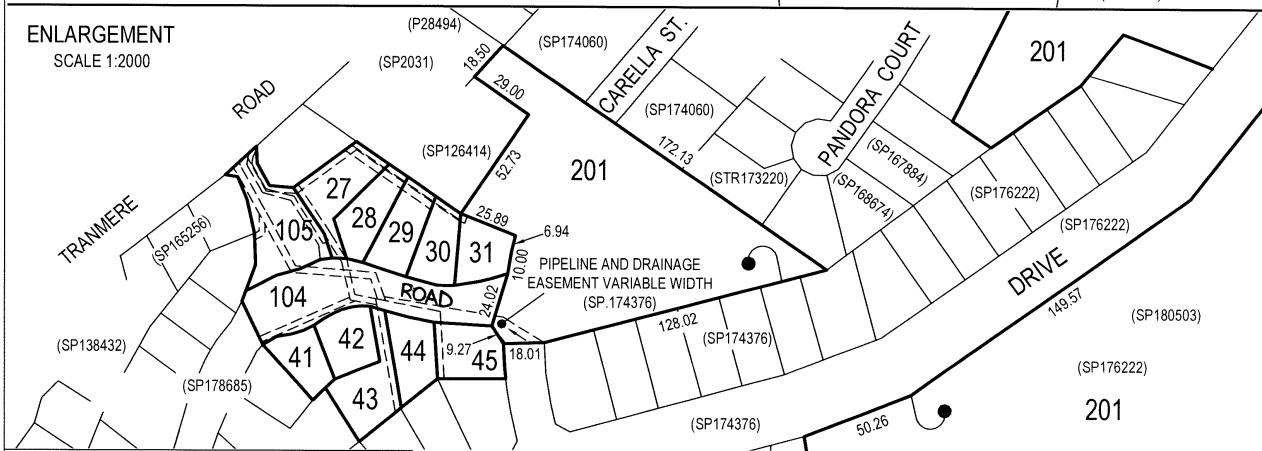 ENLARGEMENT
SCALE 1:2000
(P28494)
(SP2031)
18.50
29.00
(SP174060)
CARELLA ST.
(SP174060)
PANDORA COURT
201
ROAD
TRANMERE
(SP126414)
52.73
201
172.13
(STR173220)
(SP167884)
(SP168674)
(SP176222)
(SP176222)
27
28
29
30
31
105
25.89
6.94
10.00
24.02
PIPELINE AND DRAINAGE
EASEMENT VARIABLE WIDTH
(SP.174376)
ROAD
104
(SP165256)
(SP138432)
(SP178685)
41
42
43
44
45
9.27
18.01
128.02
(SP174376)
(SP174376)
DRIVE
149.57
(SP180503)
(SP176222)
201
50.26